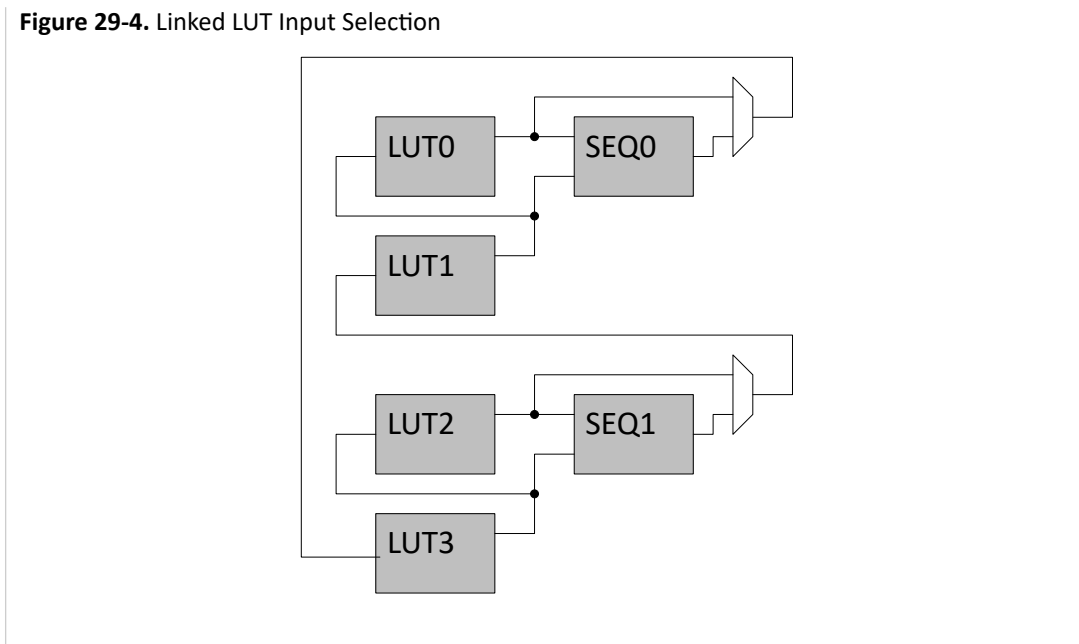 Figure 29-4. Linked LUT Input Selection
LUT0
SEQ0
LUT1
LUT2
SEQ1
LUT3